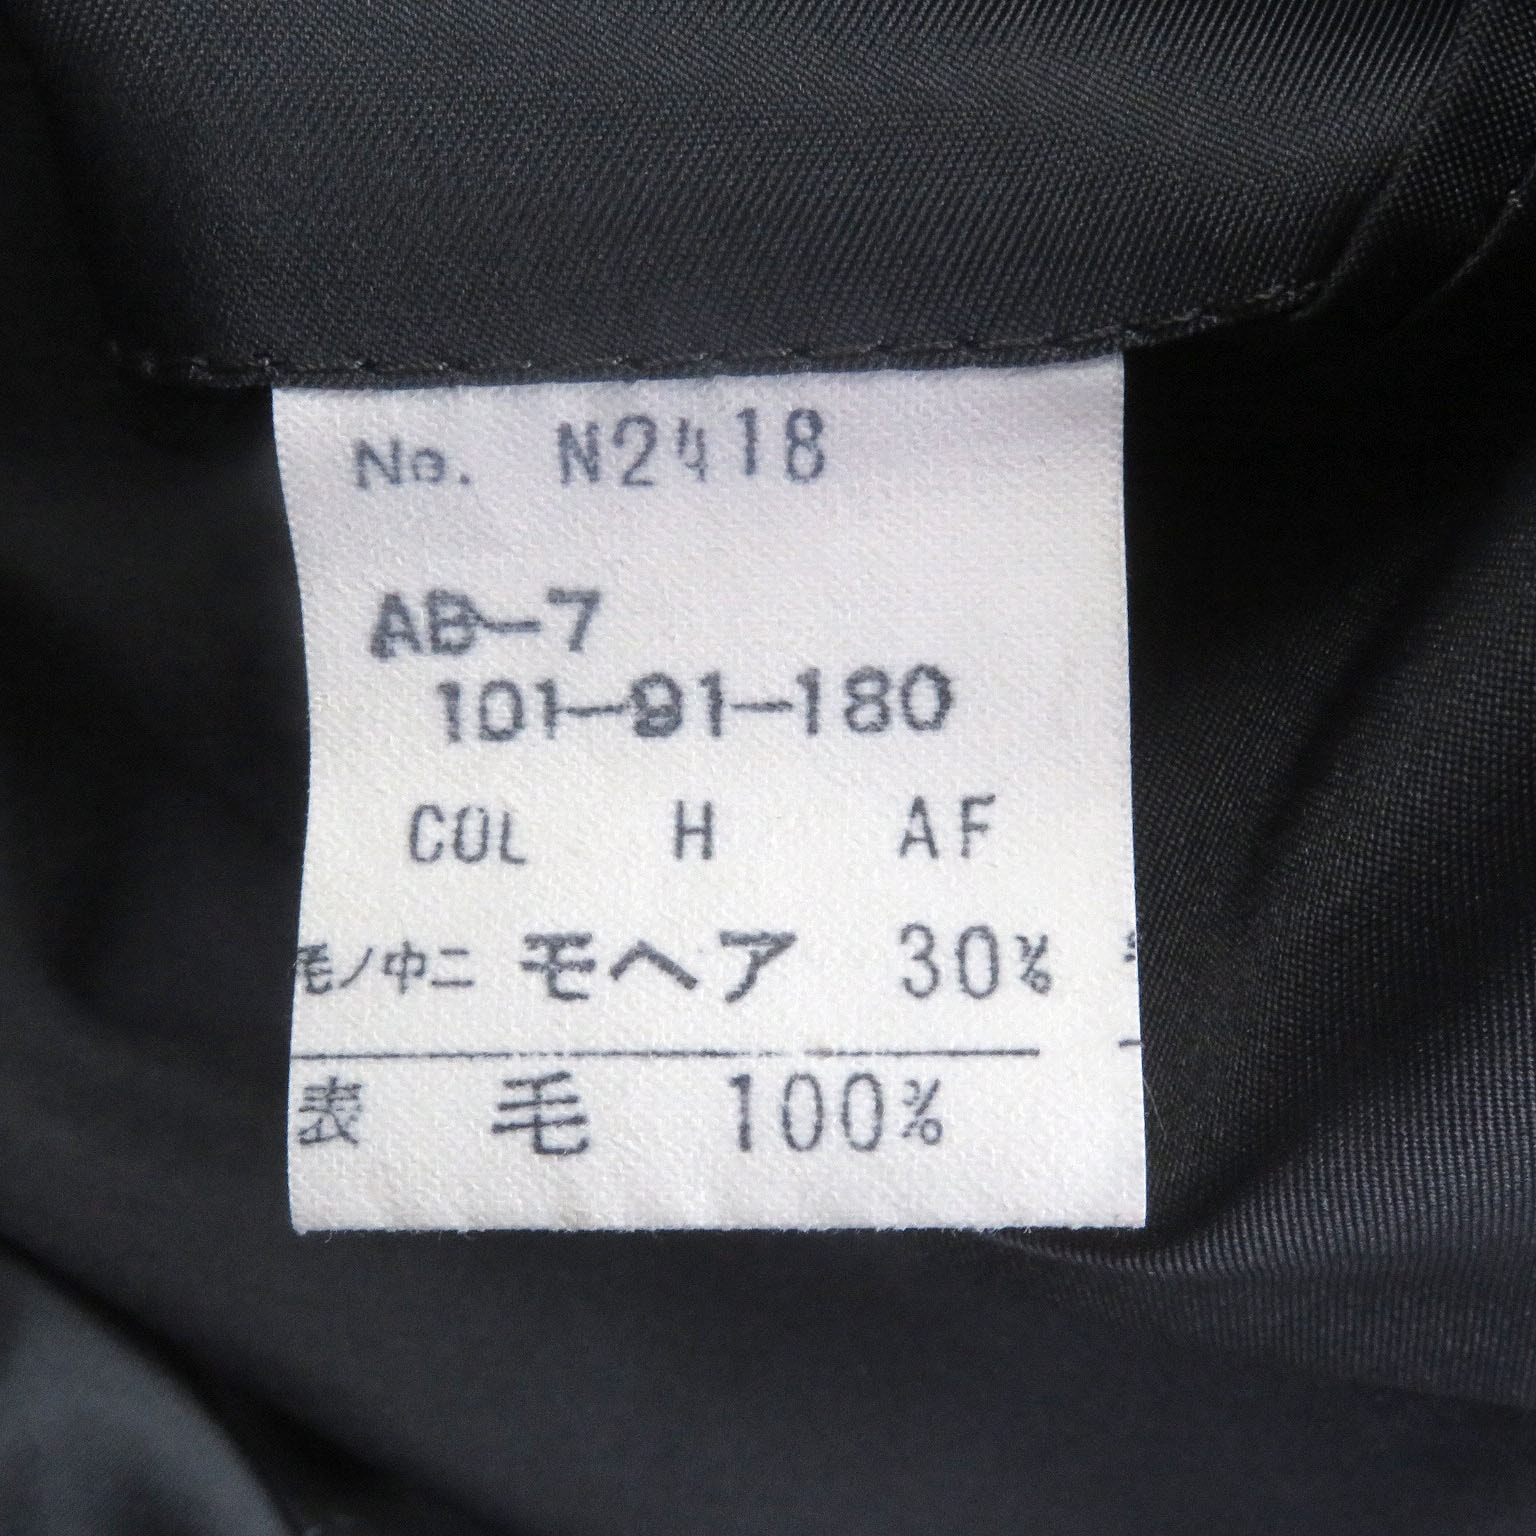 No. N2418
AB-7
101-91-180
COL H AF
毛ノ中ニ モヘア 30%
表 毛 100%